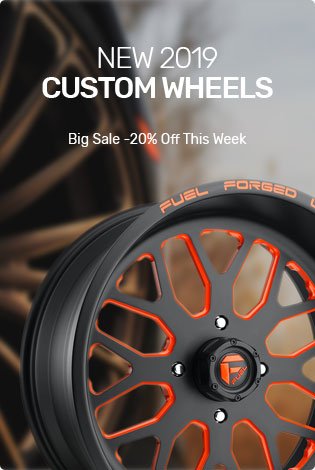 NEW 2019
CUSTOM WHEELS
Big Sale -20% Off This Week
FUEL FORGED